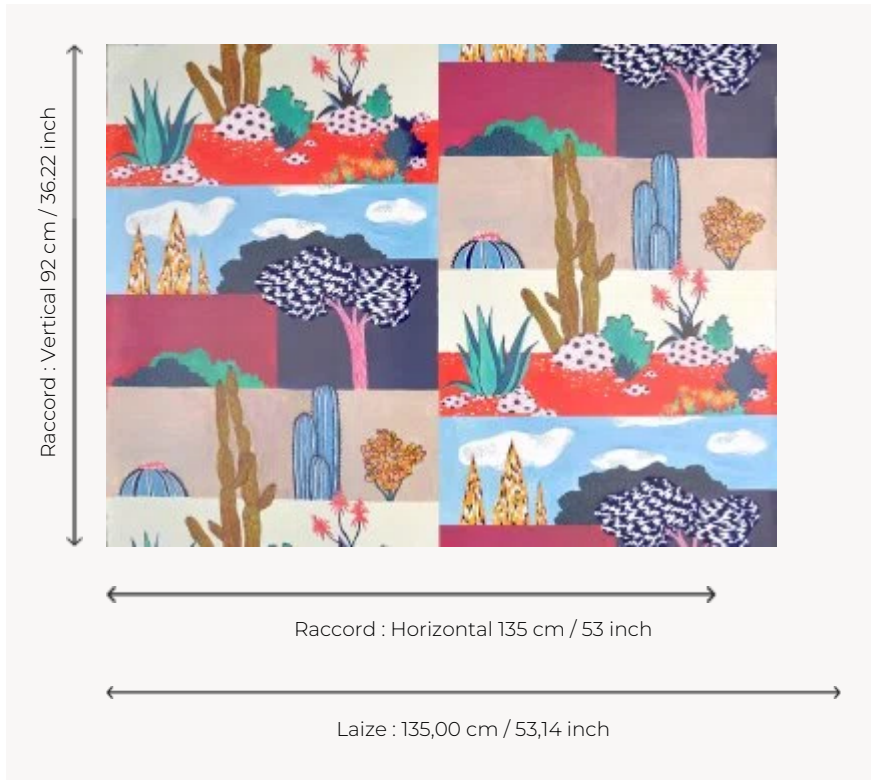 Raccord : Vertical 92 cm / 36.22 inch
Raccord : Horizontal 135 cm / 53 inch
Laize : 135,00 cm / 53,14 inch